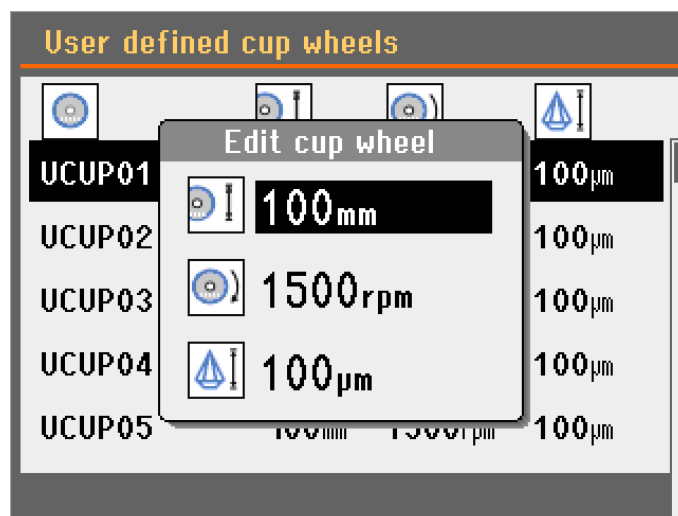 User defined cup wheels
Edit cup wheel
UCUP01 100µm
100mm
UCUP02 100µm
1500rpm
UCUP03 100µm
UCUP04 100µm
100µm
UCUP05 100µm